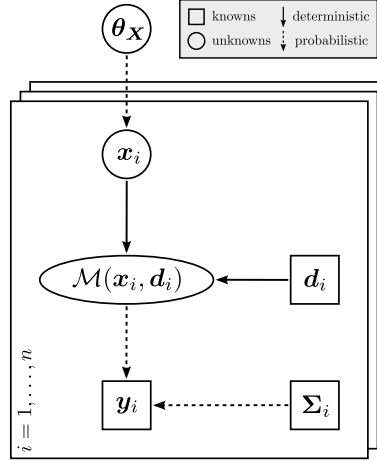 θ_X
knowns
deterministic
unknowns
probabilistic
x_i
M(x_i, d_i)
d_i
y_i
Σ_i
i = 1, . . . , n